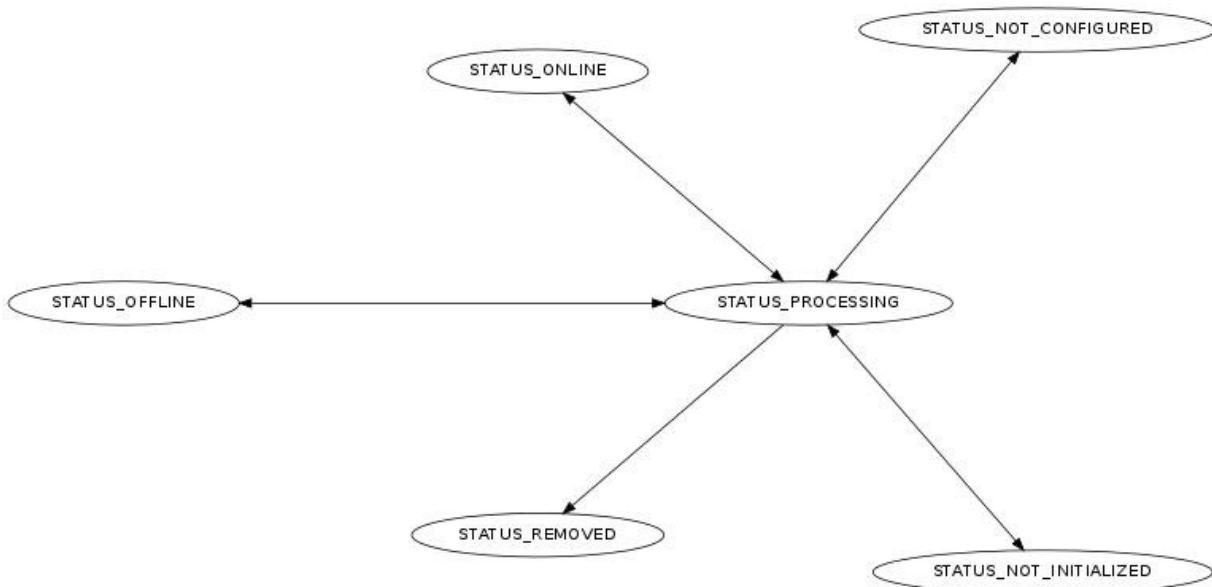 STATUS_NOT_CONFIGURED
STATUS_ONLINE
STATUS_OFFLINE
STATUS_PROCESSING
STATUS_REMOVED
STATUS_NOT_INITIALIZED